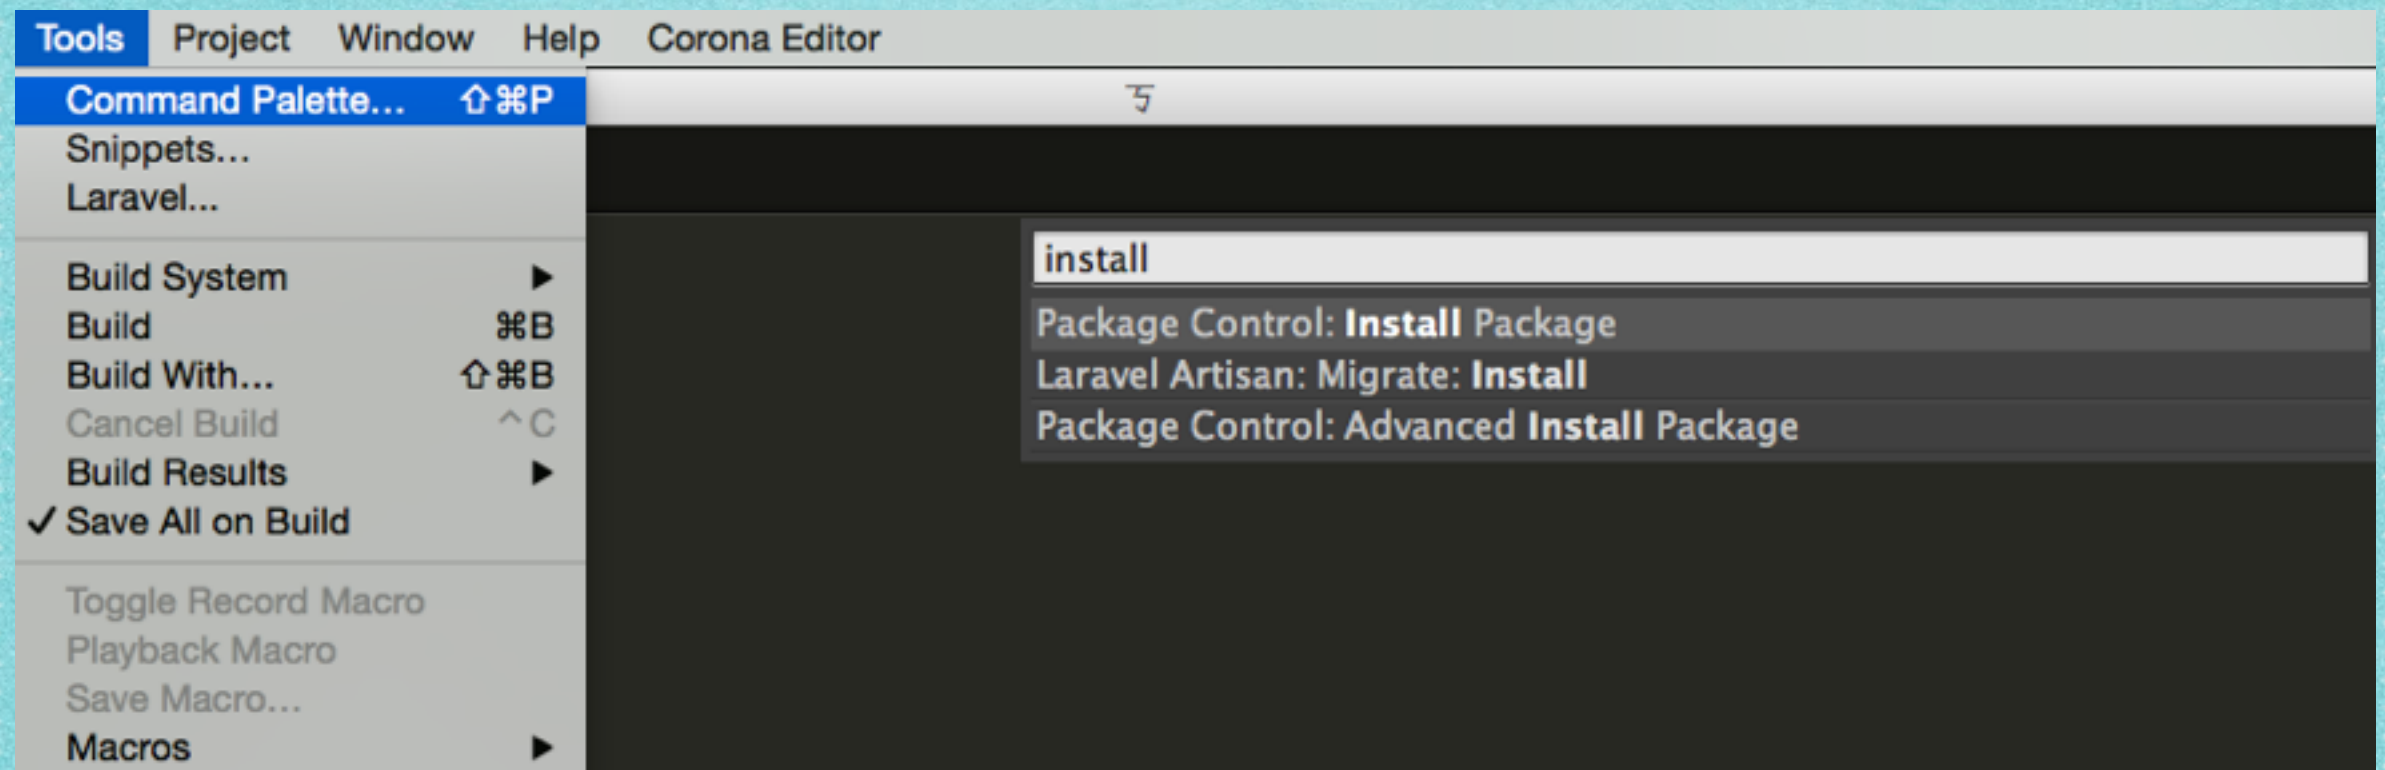 Tools Project Window Help Corona Editor
Command Palette... ⇧⌘P
Snippets...
Laravel...
Build System ▶
Build ⌘B
Build With... ⇧⌘B
Cancel Build ^C
Build Results ▶
✓ Save All on Build
Toggle Record Macro
Playback Macro
Save Macro...
Macros ▶
install
Package Control: Install Package
Laravel Artisan: Migrate: Install
Package Control: Advanced Install Package